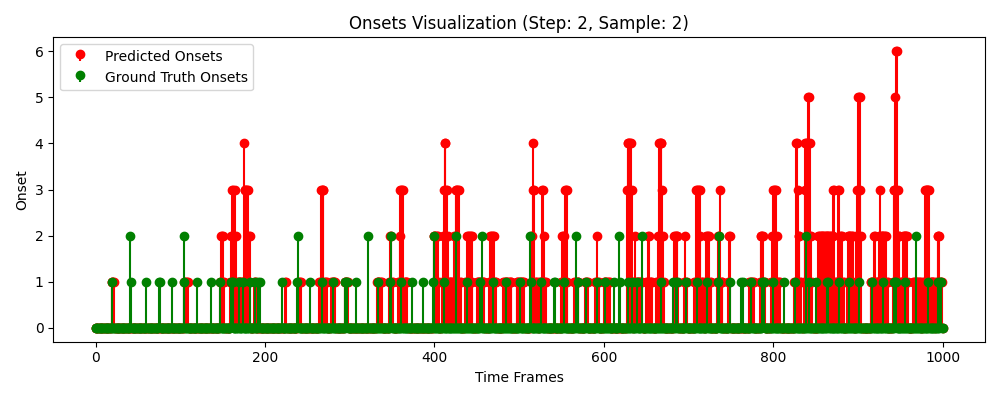 Onsets Visualization (Step: 2, Sample: 2)
Predicted Onsets
Ground Truth Onsets
6
5
4
3
2
1
0
Onset
0
200
400
600
800
1000
Time Frames